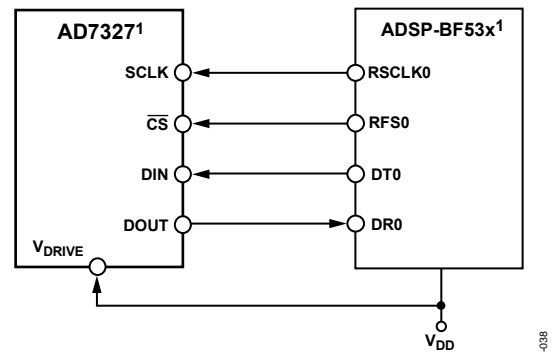 AD7327¹ ADSP-BF53x¹
SCLK RSCLK0
CS RFS0
DIN DT0
DOUT DR0
VDRIVE
VDD
-038